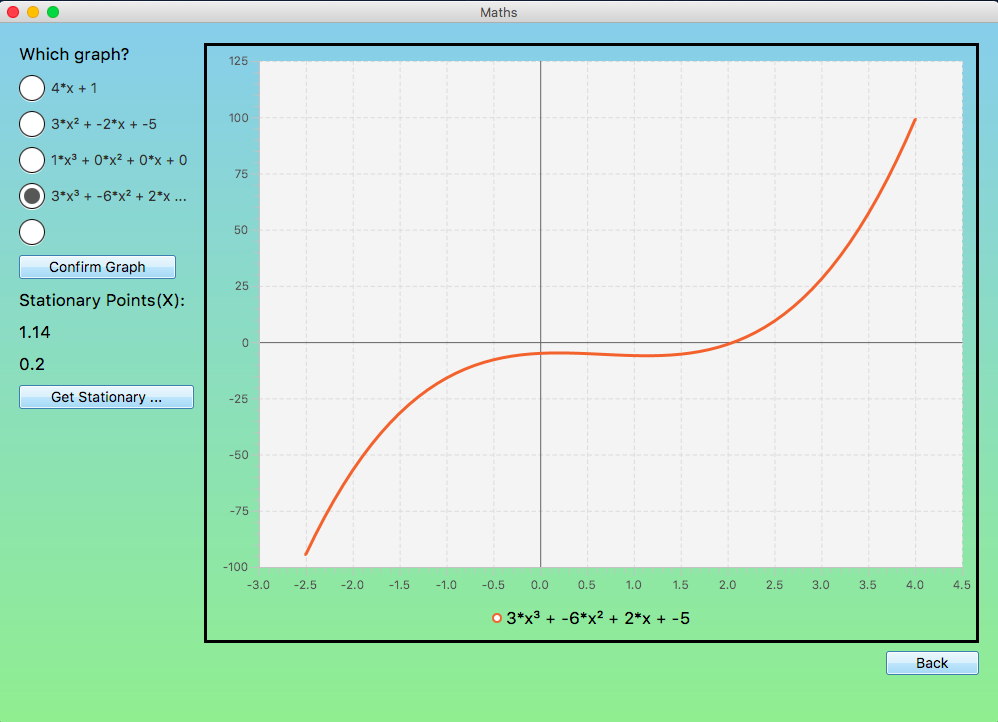 Maths
Which graph?
4*x + 1
3*x² + -2*x + -5
1*x³ + 0*x² + 0*x + 0
3*x³ + -6*x² + 2*x ...
Confirm Graph
Stationary Points(X):
1.14
0.2
Get Stationary ...
125
100
75
50
25
0
-25
-50
-75
-100
-3.0 -2.5 -2.0 -1.5 -1.0 -0.5 0.0 0.5 1.0 1.5 2.0 2.5 3.0 3.5 4.0 4.5
3*x³ + -6*x² + 2*x + -5
Back